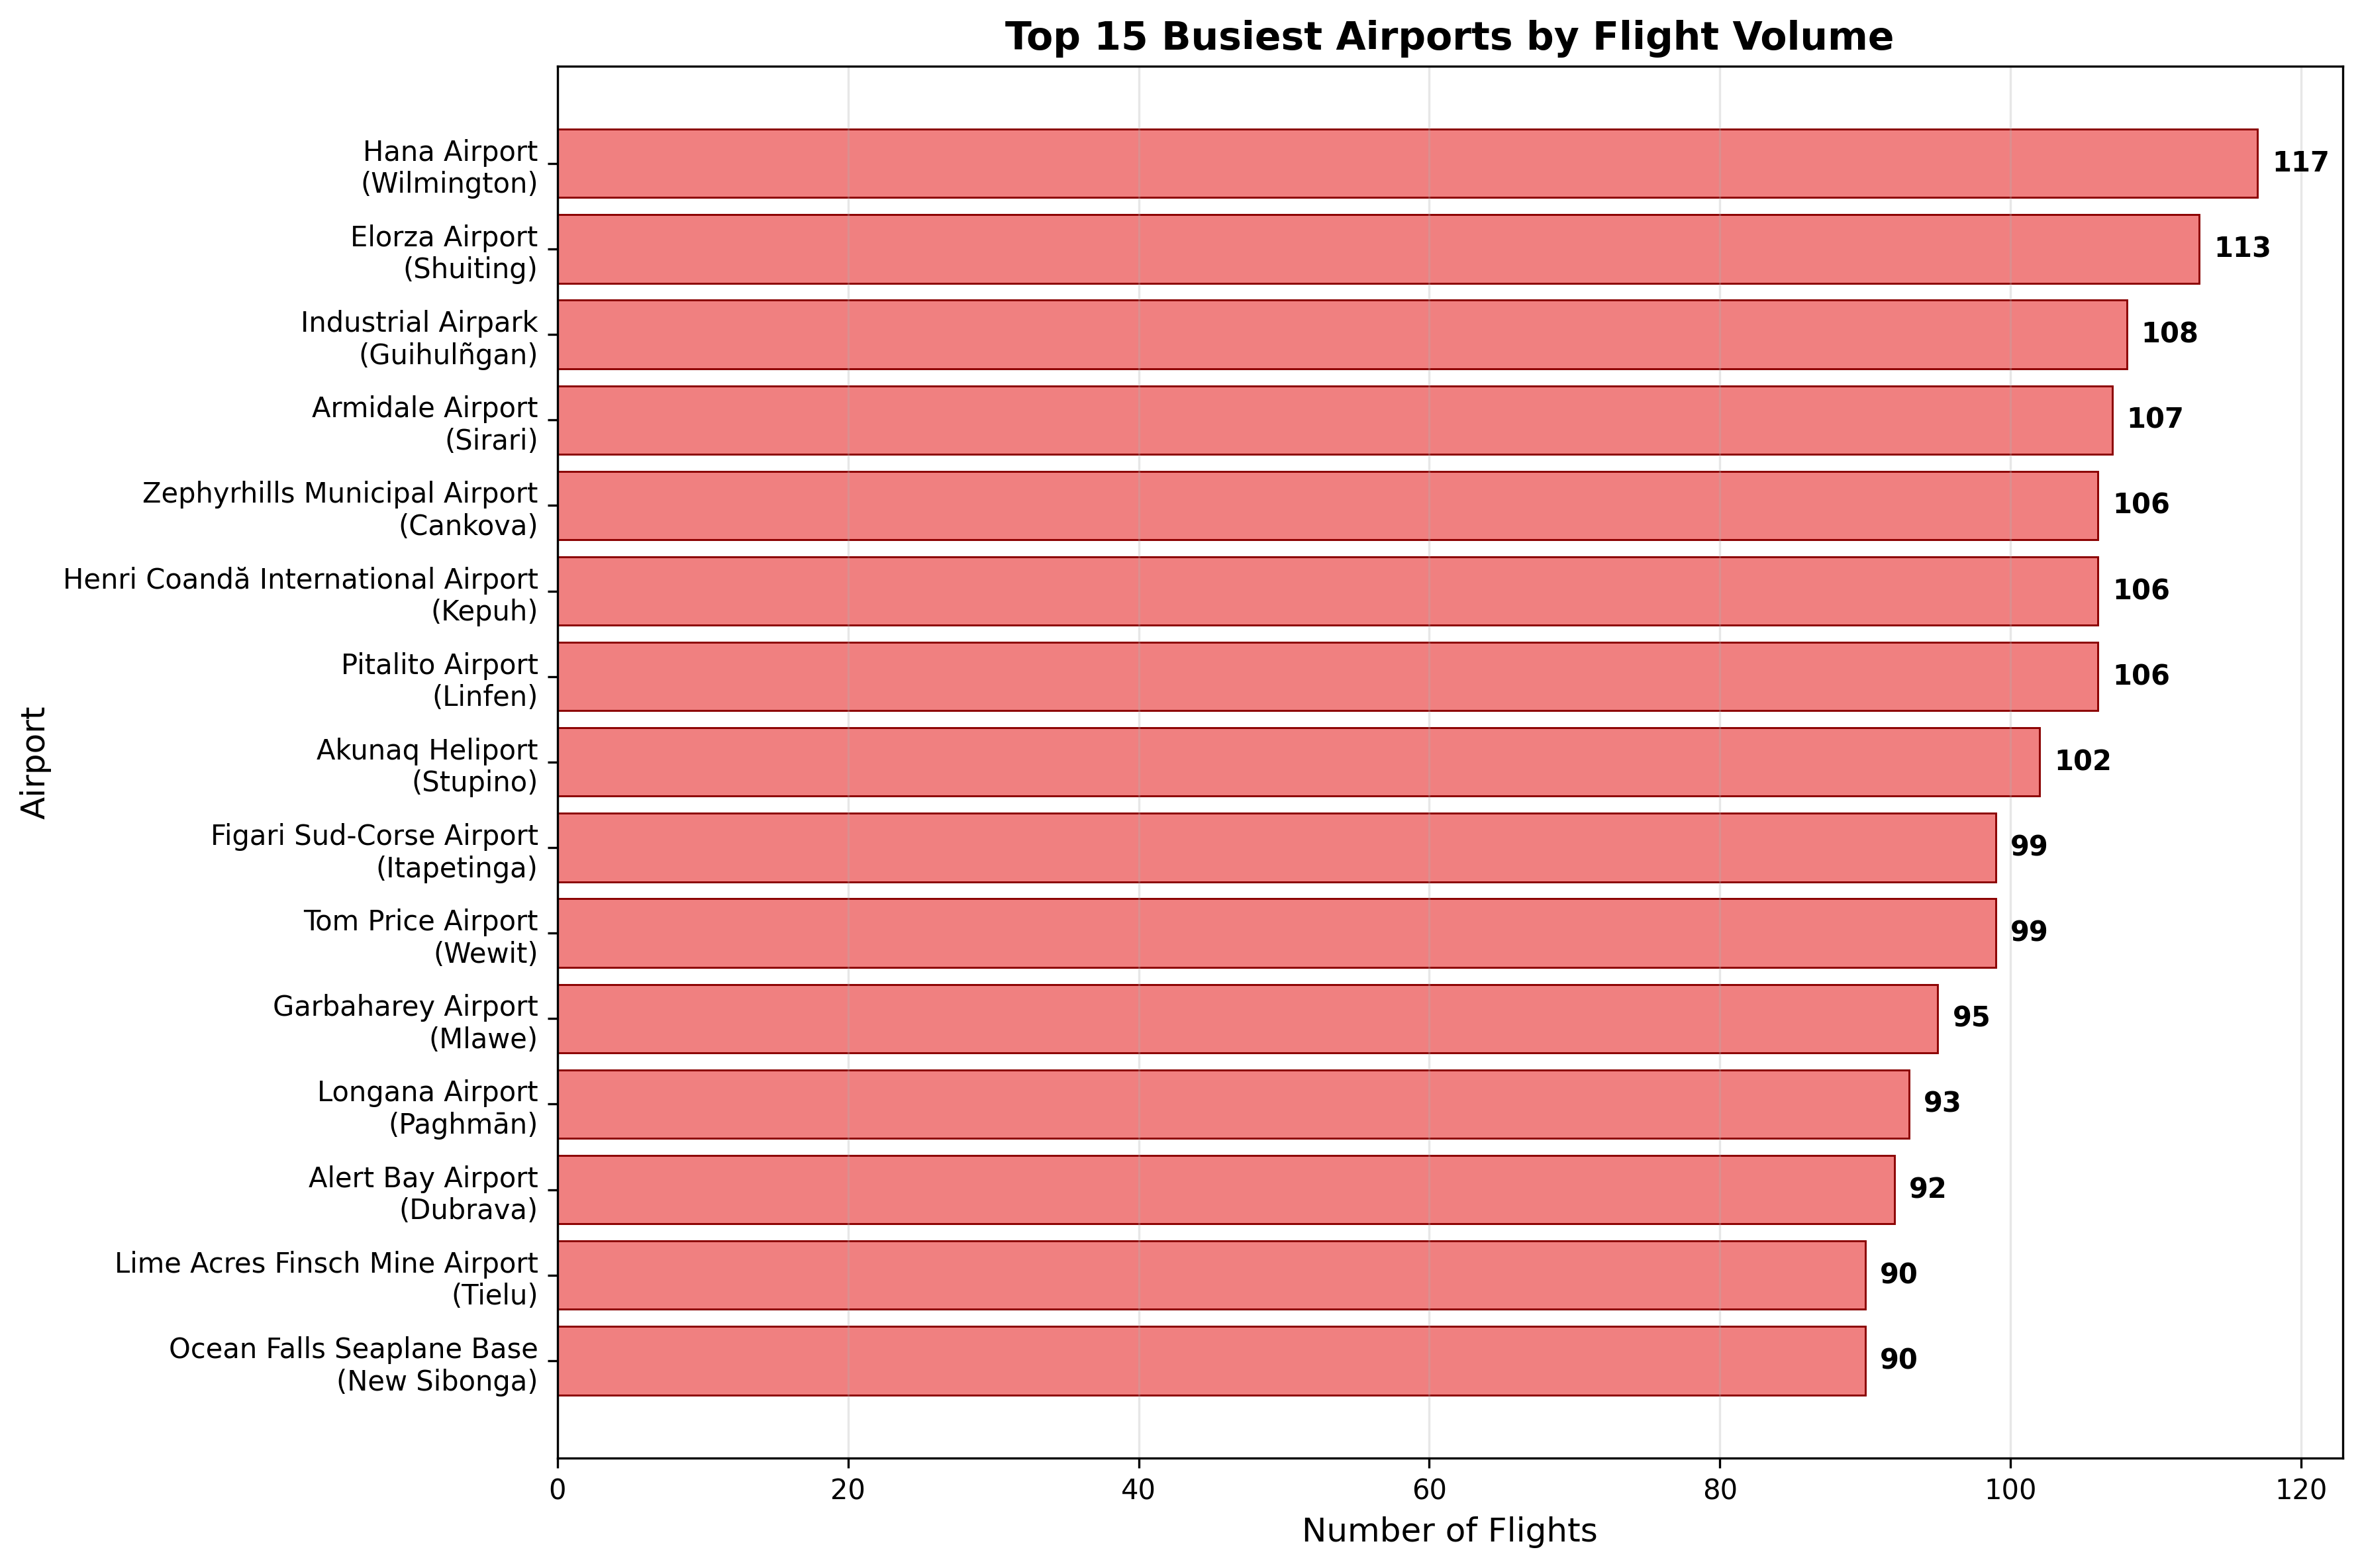 Top 15 Busiest Airports by Flight Volume
Hana Airport
(Wilmington)
117
Elorza Airport
(Shuiting)
113
Industrial Airpark
(Guihulñgan)
108
Armidale Airport
(Sirari)
107
Zephyrhills Municipal Airport
(Cankova)
106
Henri Coandă International Airport
(Kepuh)
106
Pitalito Airport
(Linfen)
106
Akunaq Heliport
(Stupino)
102
Figari Sud-Corse Airport
(Itapetinga)
99
Tom Price Airport
(Wewit)
99
Garbaharey Airport
(Mlawe)
95
Longana Airport
(Paghmān)
93
Alert Bay Airport
(Dubrava)
92
Lime Acres Finsch Mine Airport
(Tielu)
90
Ocean Falls Seaplane Base
(New Sibonga)
90
Airport
0 20 40 60 80 100 120
Number of Flights